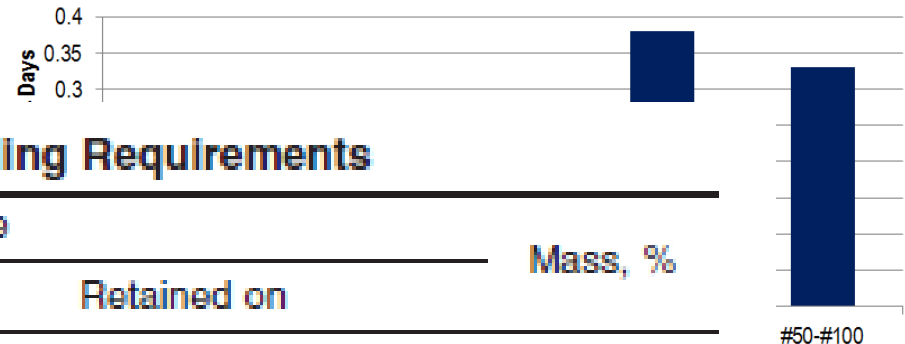 0.4
0.35
0.3
Days
ing Requirements
Mass, %
Retained on
#50-#100